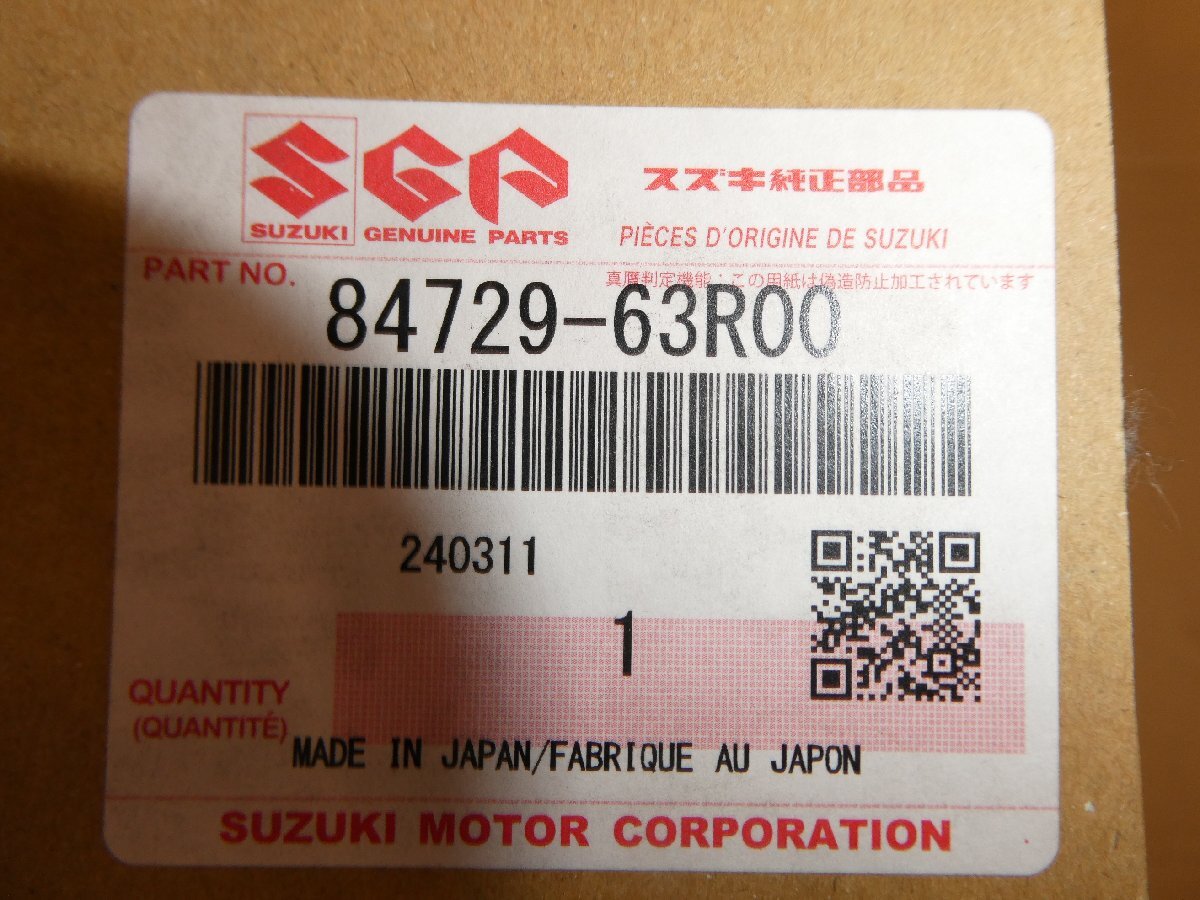 SGP スズキ純正部品
SUZUKI GENUINE PARTS PIÈCES D'ORIGINE DE SUZUKI
PART NO. 真贋判定機能：この用紙は偽造防止加工されています
84729-63R00
240311
1
QUANTITY
(QUANTITÉ)
MADE IN JAPAN/FABRIQUE AU JAPON
SUZUKI MOTOR CORPORATION